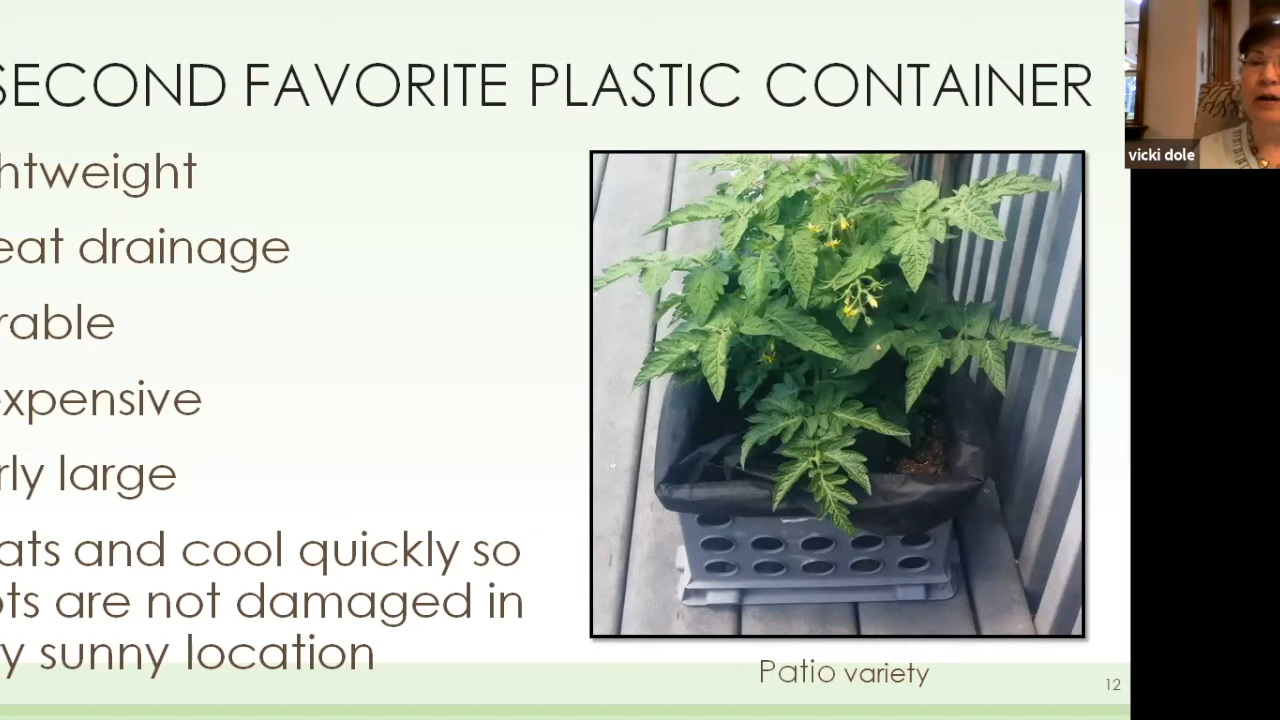 SECOND FAVORITE PLASTIC CONTAINER
htweight
eat drainage
rable
expensive
rly large
ats and cool quickly so
ots are not damaged in
y sunny location
Patio variety
12
vicki dole